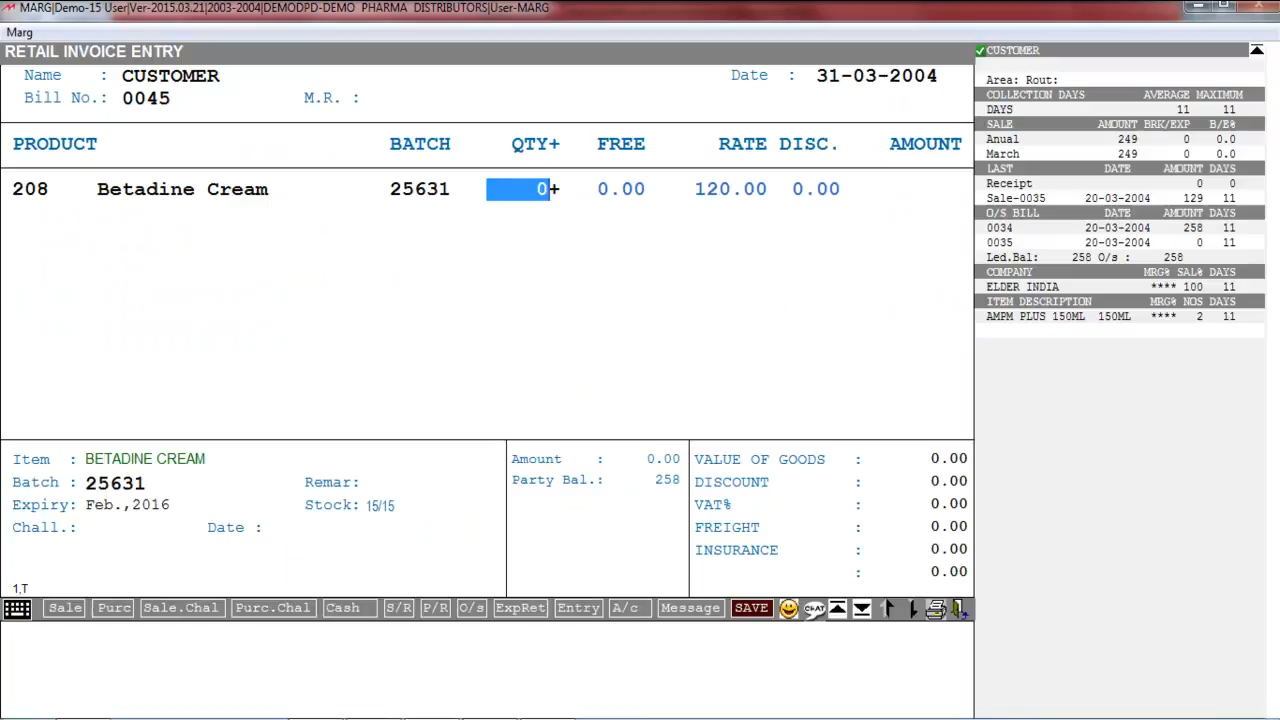 MARG|Demo-15 User|Ver-2015.03.21|2003-2004|DEMODPD-DEMO PHARMA DISTRIBUTORS|User-MARG
Marg
RETAIL INVOICE ENTRY
Name : CUSTOMER Date : 31-03-2004
Bill No.: 0045 M.R. :
PRODUCT BATCH QTY+ FREE RATE DISC. AMOUNT
208 Betadine Cream 25631 0+ 0.00 120.00 0.00
CUSTOMER
Area: Rout:
COLLECTION DAYS AVERAGE MAXIMUM
DAYS 11 11
SALE AMOUNT BRK/EXP B/E%
Anual 249 0 0.0
March 249 0 0.0
LAST DATE AMOUNT DAYS
Receipt 0 0
Sale-0035 20-03-2004 129 11
O/S BILL DATE AMOUNT DAYS
0034 20-03-2004 258 11
0035 20-03-2004 0 11
Led.Bal: 258 O/s : 258
COMPANY MRG% SAL% DAYS
ELDER INDIA **** 100 11
ITEM DESCRIPTION MRG% NOS DAYS
AMPM PLUS 150ML 150ML **** 2 11
Item : BETADINE CREAM
Batch : 25631 Remar:
Expiry: Feb.,2016 Stock: 15/15
Chall.: Date :
1,T
Amount : 0.00
Party Bal.: 258
VALUE OF GOODS : 0.00
DISCOUNT : 0.00
VAT% : 0.00
FREIGHT : 0.00
INSURANCE : 0.00
: 0.00
Sale Purc Sale.Chal Purc.Chal Cash S/R P/R O/s ExpRet Entry A/c Message SAVE CHAT